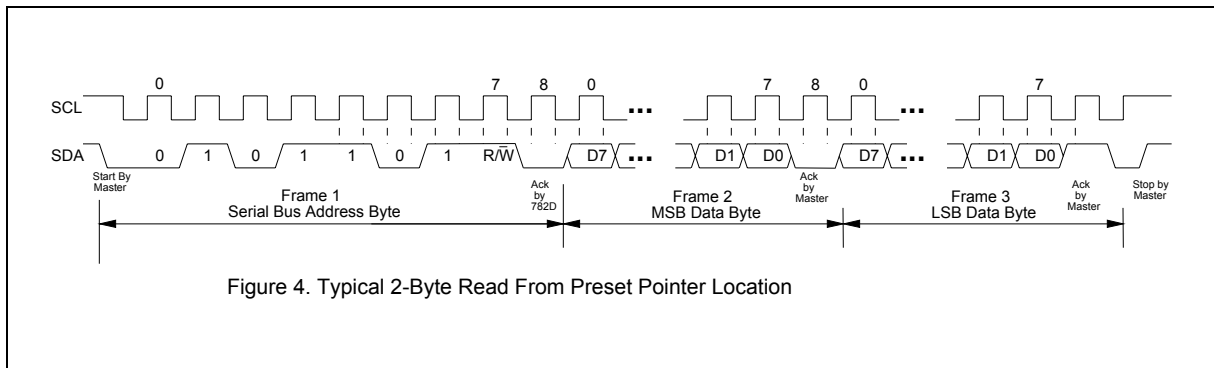 0 7 8 0 7 8 0 7
SCL ... ...
SDA 0 1 0 1 1 0 1 R/W̅ D7 ... D1 D0 D7 ... D1 D0
Start By
Master
Ack
by
782D
Ack
by
Master
Ack
by
Master
Stop by
Master
Frame 1
Serial Bus Address Byte
Frame 2
MSB Data Byte
Frame 3
LSB Data Byte
Figure 4. Typical 2-Byte Read From Preset Pointer Location